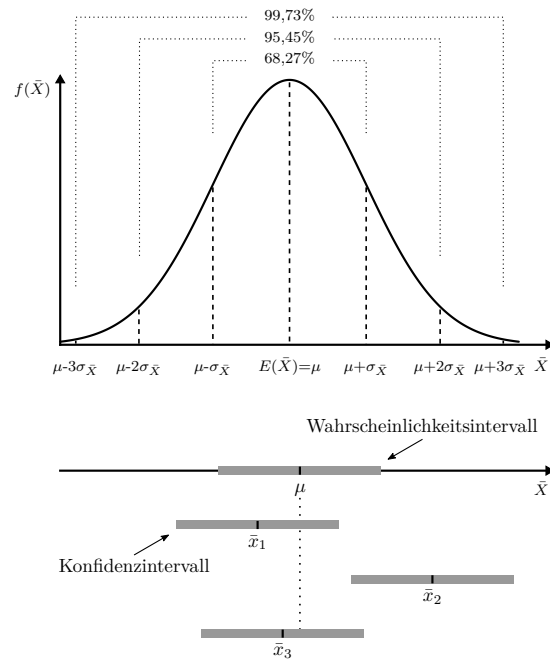 99,73%
95,45%
68,27%
f(X̄)
μ-3σ_X̄ μ-2σ_X̄ μ-σ_X̄ E(X̄)=μ μ+σ_X̄ μ+2σ_X̄ μ+3σ_X̄ X̄
Wahrscheinlichkeitsintervall
μ X̄
x̄₁
Konfidenzintervall
x̄₂
x̄₃